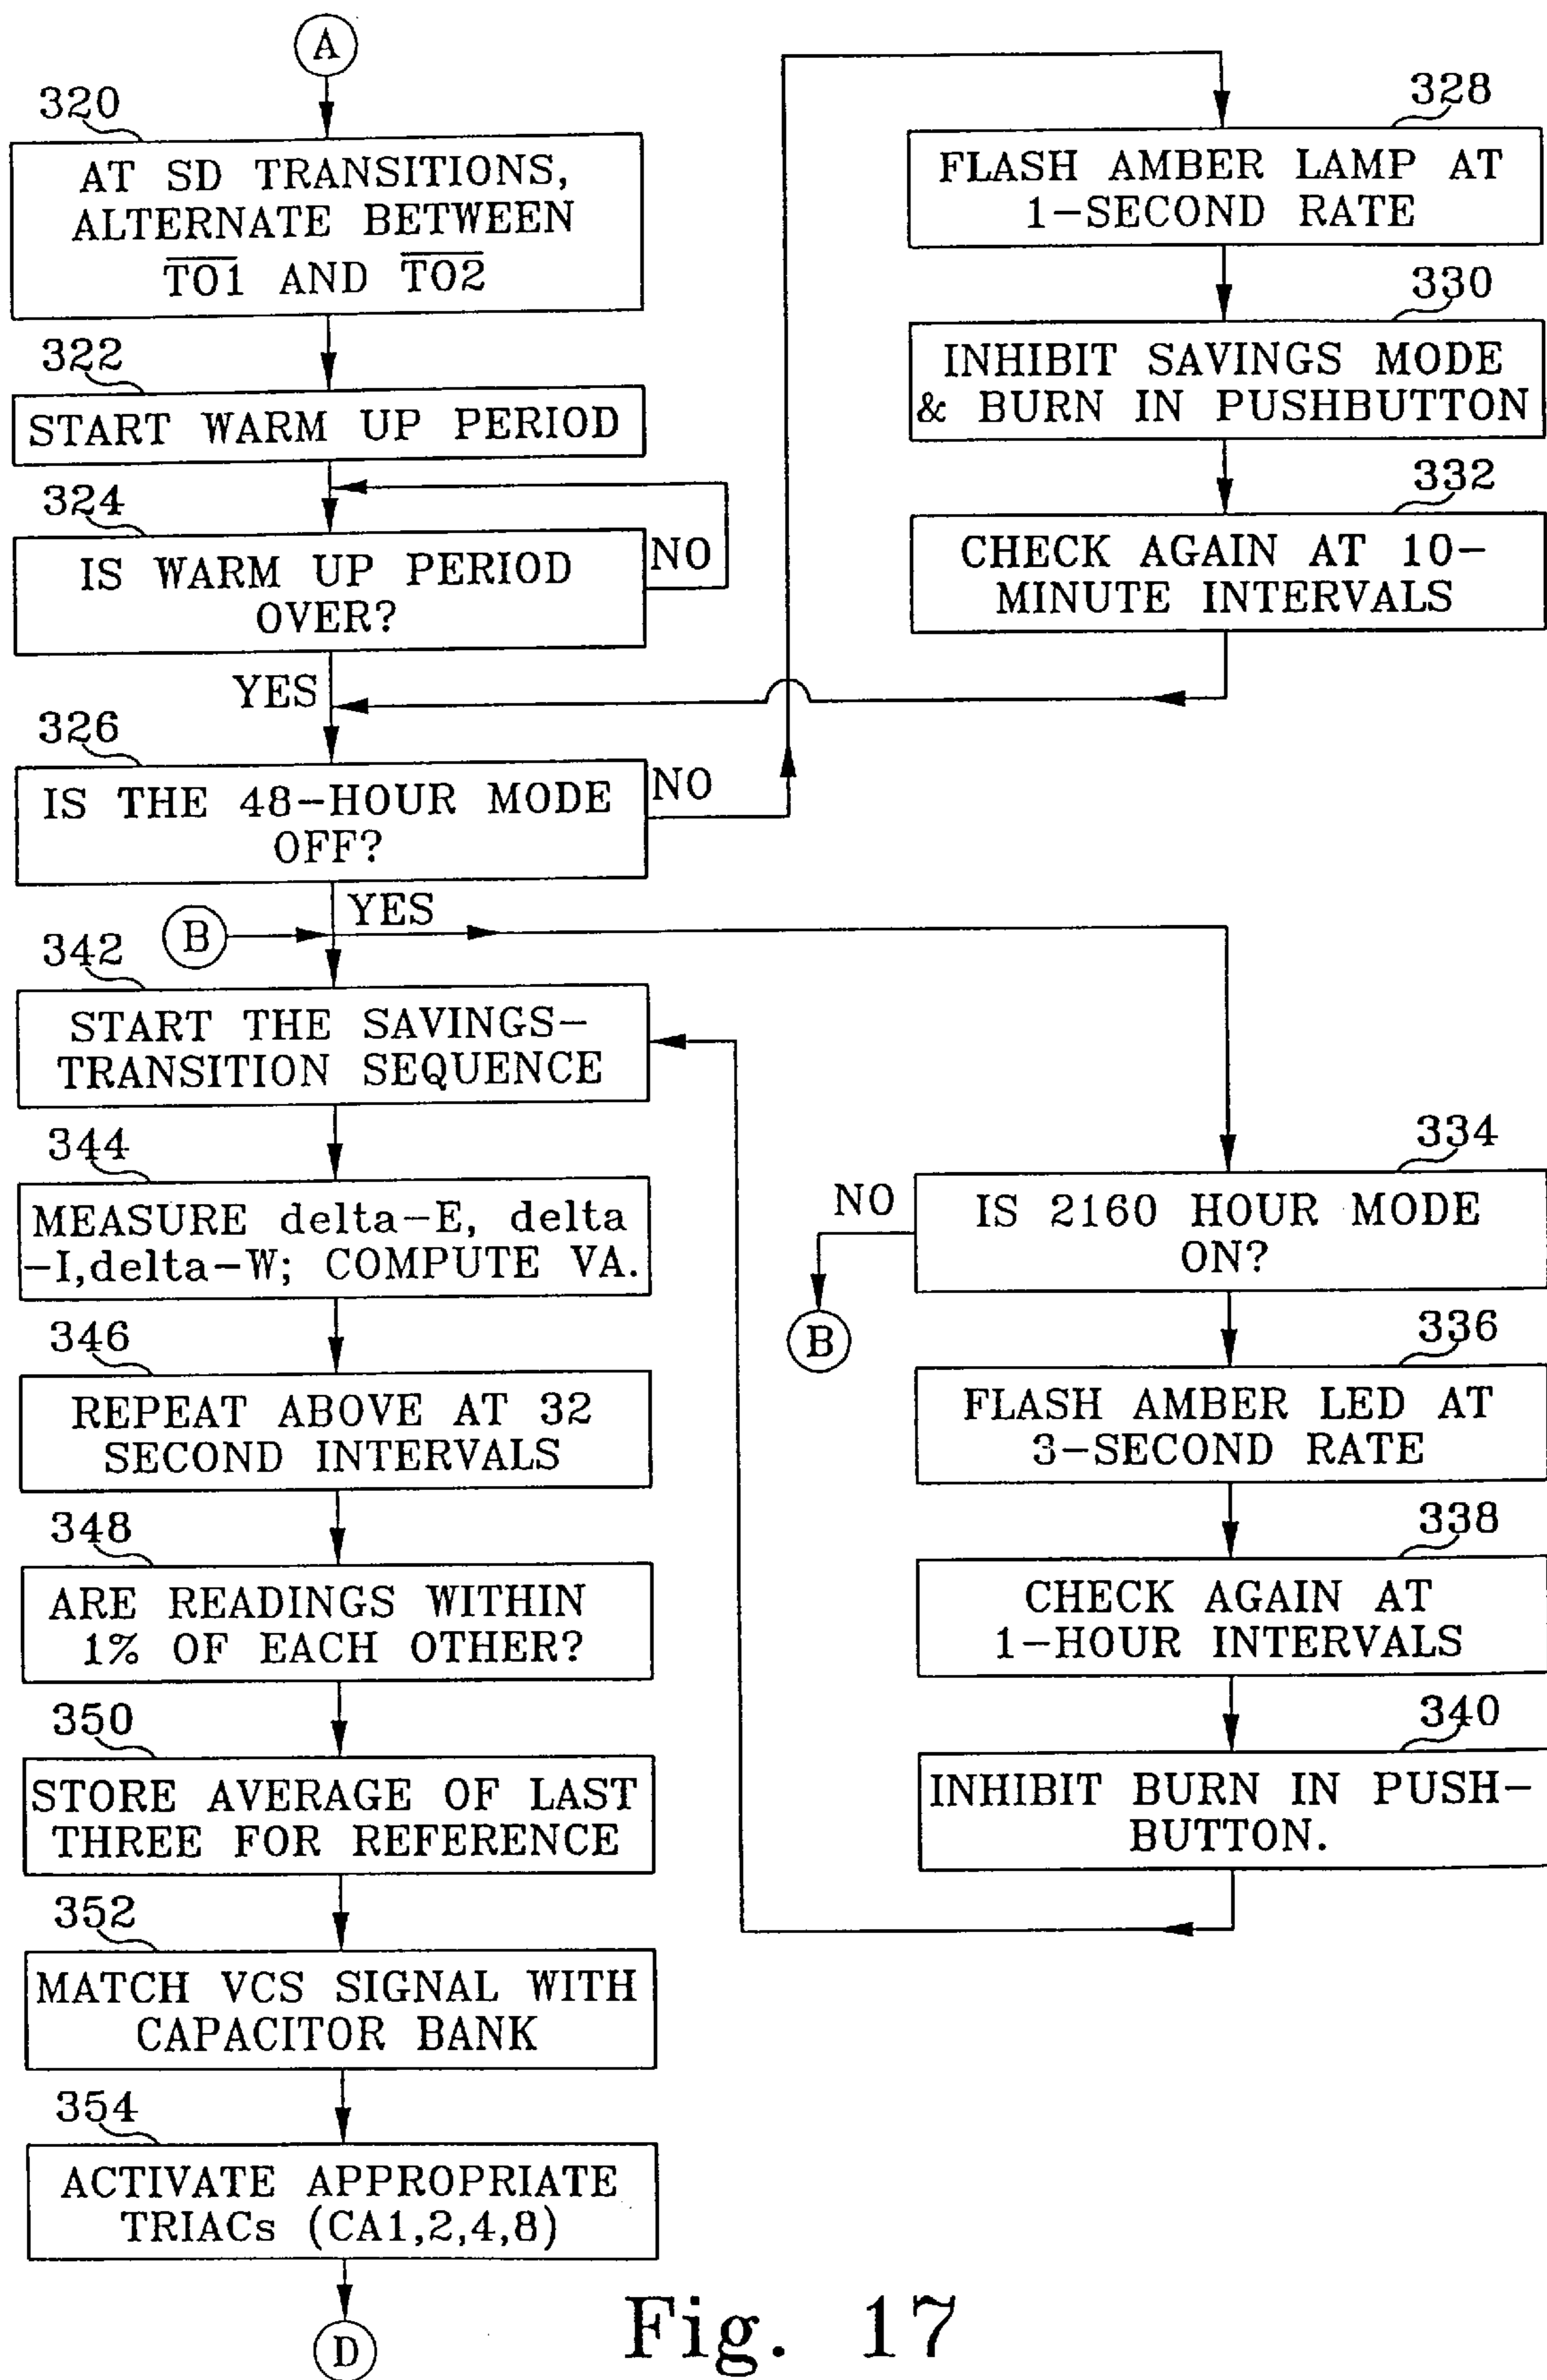 A
320
AT SD TRANSITIONS,
ALTERNATE BETWEEN
T̅O̅1̅ AND T̅O̅2̅
322
START WARM UP PERIOD
324
IS WARM UP PERIOD
OVER?
NO
YES
326
IS THE 48-HOUR MODE
OFF?
NO
YES
328
FLASH AMBER LAMP AT
1-SECOND RATE
330
INHIBIT SAVINGS MODE
& BURN IN PUSHBUTTON
332
CHECK AGAIN AT 10-
MINUTE INTERVALS
B
342
START THE SAVINGS-
TRANSITION SEQUENCE
344
MEASURE delta-E, delta
-I,delta-W; COMPUTE VA.
346
REPEAT ABOVE AT 32
SECOND INTERVALS
348
ARE READINGS WITHIN
1% OF EACH OTHER?
350
STORE AVERAGE OF LAST
THREE FOR REFERENCE
352
MATCH VCS SIGNAL WITH
CAPACITOR BANK
354
ACTIVATE APPROPRIATE
TRIACs (CA1,2,4,8)
D
334
IS 2160 HOUR MODE
ON?
NO
B
336
FLASH AMBER LED AT
3-SECOND RATE
338
CHECK AGAIN AT
1-HOUR INTERVALS
340
INHIBIT BURN IN PUSH-
BUTTON.
Fig. 17